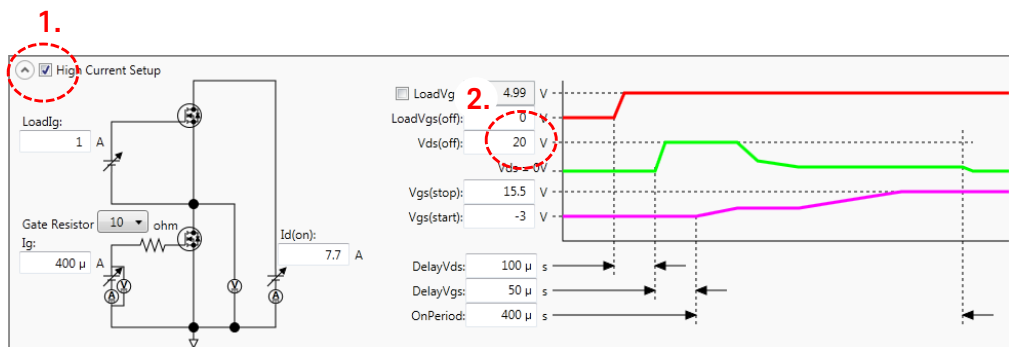 1.
High Current Setup
LoadIg:
1 A
Gate Resistor 10 ohm
Ig:
400 µ A
Id(on):
7.7 A
V
A
V
A
2.
LoadVg 4.99 V
LoadVgs(off): 0 V
Vds(off): 20 V
Vds = 0V
Vgs(stop): 15.5 V
Vgs(start): -3 V
DelayVds: 100 µ s
DelayVgs: 50 µ s
OnPeriod: 400 µ s